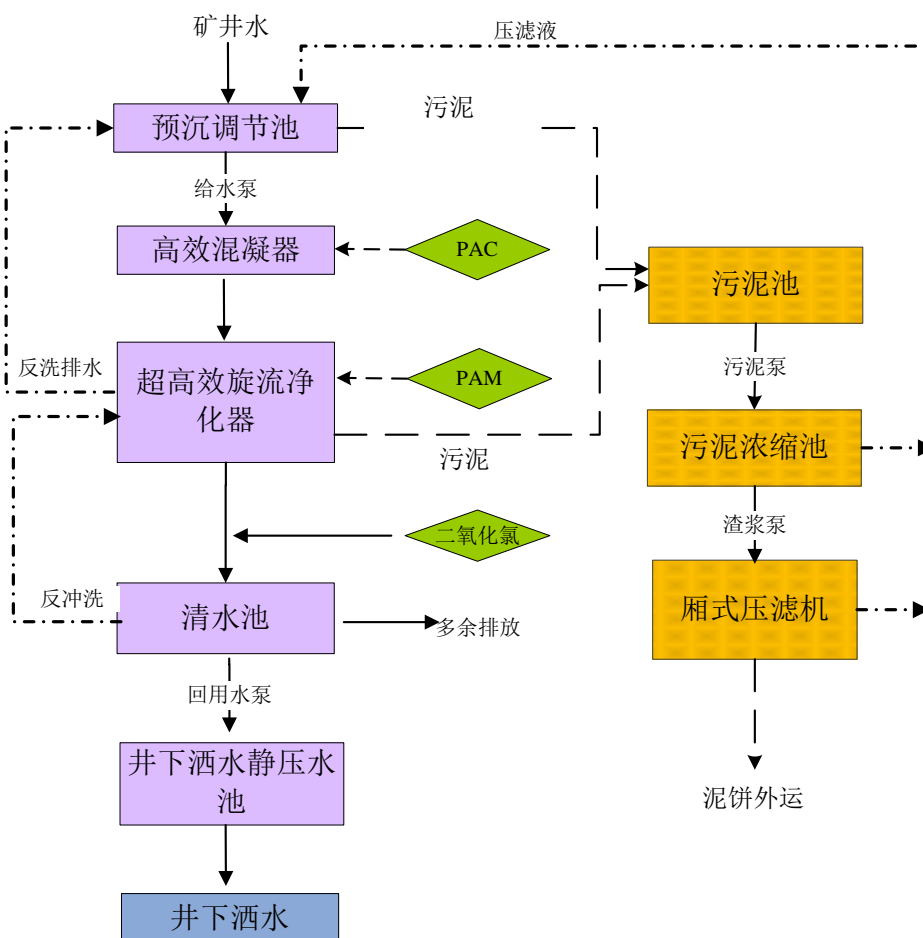 矿井水
压滤液
预沉调节池
污泥
给水泵
高效混凝器
PAC
污泥池
反洗排水
超高效旋流净
化器
PAM
污泥泵
污泥
污泥浓缩池
二氧化氯
渣浆泵
反冲洗
清水池
多余排放
厢式压滤机
回用水泵
井下洒水静压水
池
泥饼外运
井下洒水